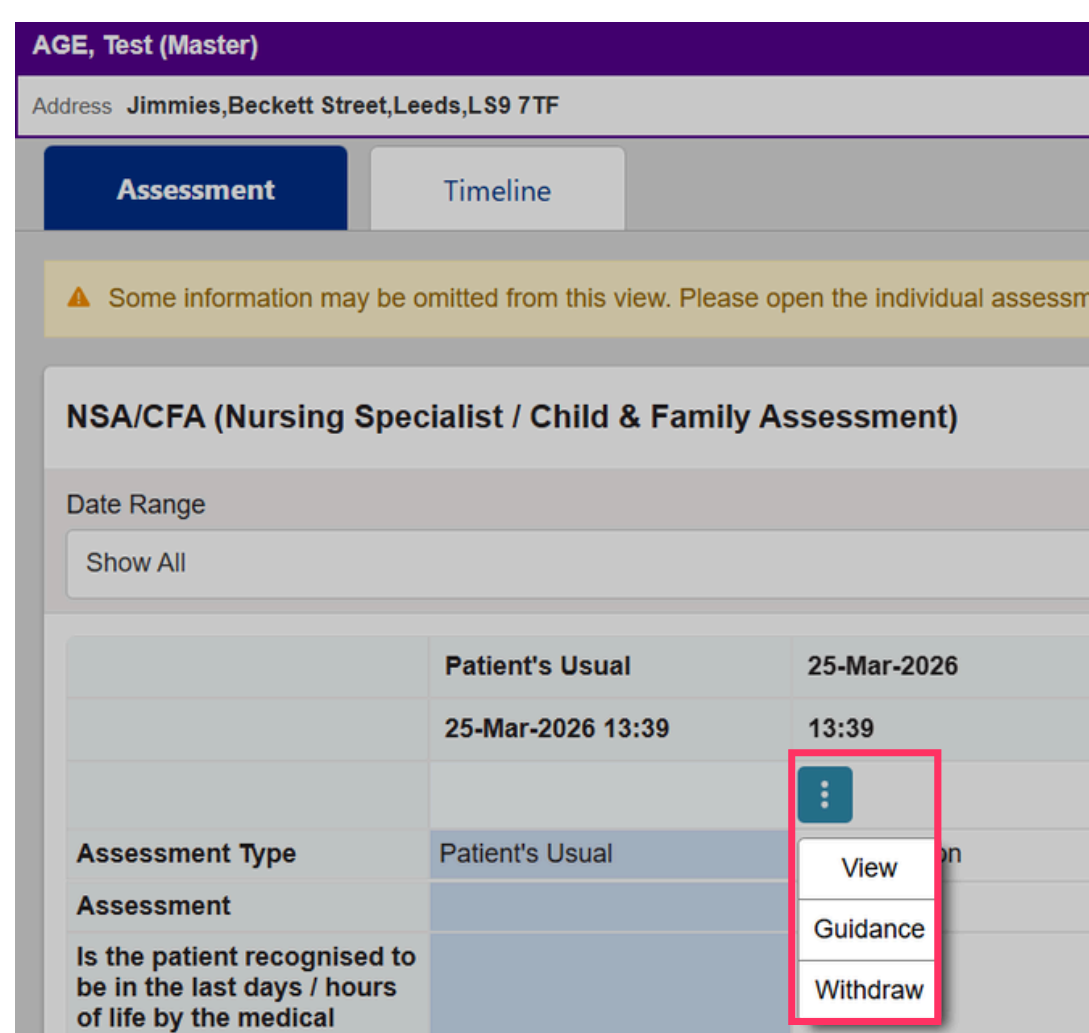 AGE, Test (Master)
Address Jimmies,Beckett Street,Leeds,LS9 7TF
Assessment Timeline
Some information may be omitted from this view. Please open the individual
NSA/CFA (Nursing Specialist / Child & Family Assessment)
Date Range
Show All
Patient's Usual 25-Mar-2026
25-Mar-2026 13:39 13:39
Assessment Type Patient's Usual
View
Assessment
Guidance
Is the patient recognised to
be in the last days / hours
of life by the medical
Withdraw